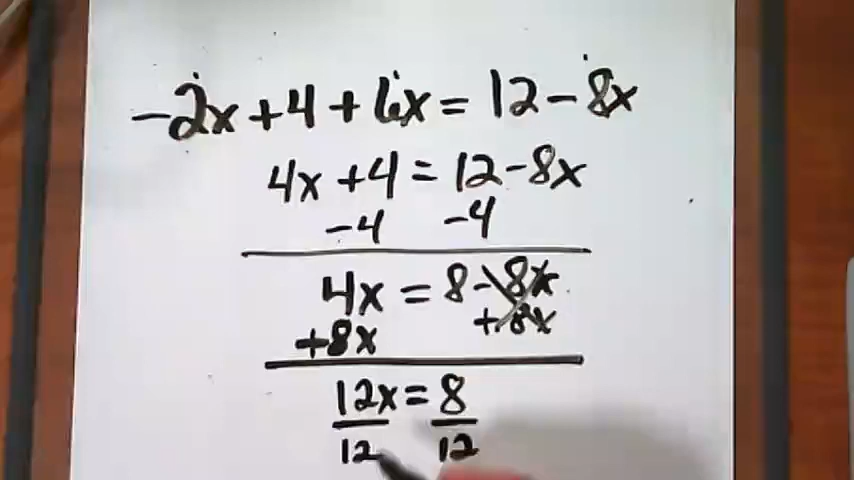 -2x+4+6x=12-8x
4x+4=12-8x
-4 -4
4x=8-8x
+8x +8x
12x=8
12 12